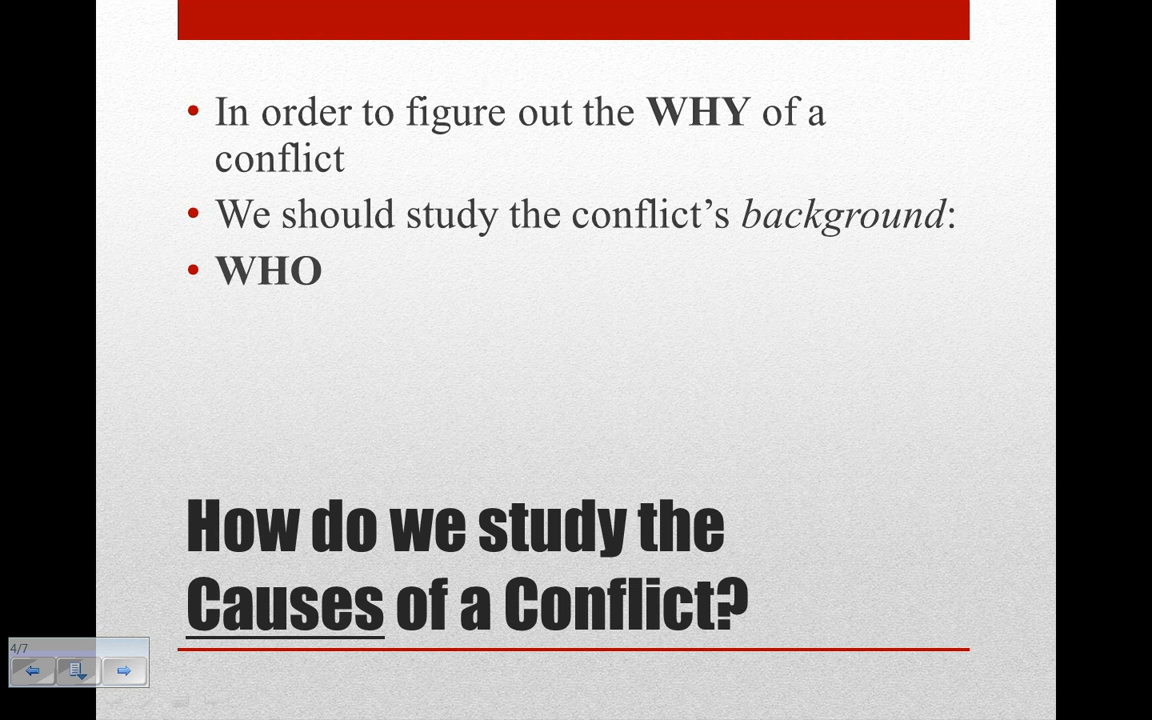 • In order to figure out the WHY of a
conflict
• We should study the conflict’s background:
• WHO
How do we study the
Causes of a Conflict?
4/7